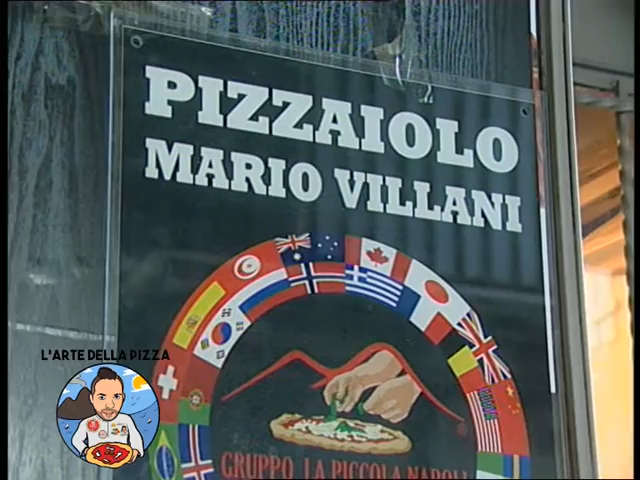 PIZZAIOLO
MARIO VILLANI
L'ARTE DELLA PIZZA
GRUPPO LA PICCOLA NAPOLI